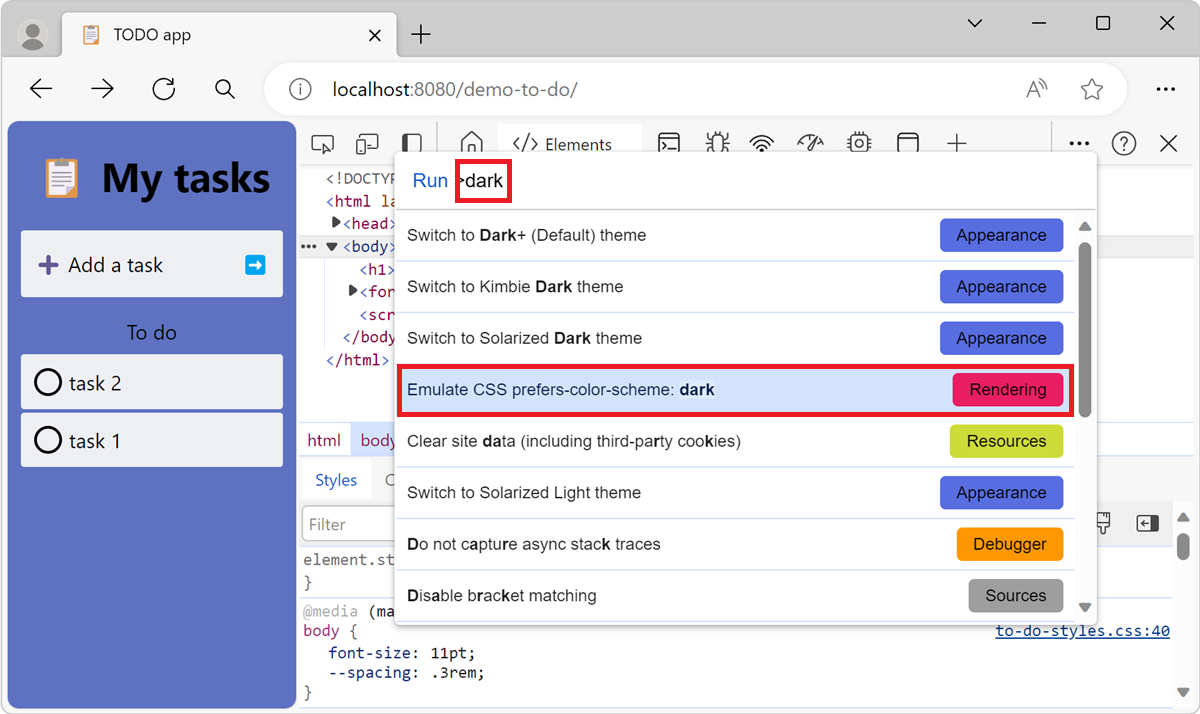 TODO app
localhost:8080/demo-to-do/
My tasks
Add a task
To do
task 2
task 1
Elements
<!DOCTYP
<html la
<head>
<body>
<h1>
<for
<scr
</body
</html>
html body
Styles
Filter
element.st
}
@media (ma
body {
font-size: 11pt;
--spacing: .3rem;
}
to-do-styles.css:40
Run >dark
Switch to Dark+ (Default) theme Appearance
Switch to Kimbie Dark theme Appearance
Switch to Solarized Dark theme Appearance
Emulate CSS prefers-color-scheme: dark Rendering
Clear site data (including third-party cookies) Resources
Switch to Solarized Light theme Appearance
Do not capture async stack traces Debugger
Disable bracket matching Sources